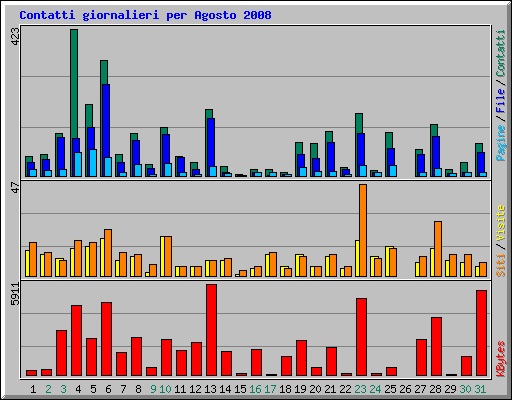 Contatti giornalieri per Agosto 2008
423
Pagine / File / Contatti
47
Siti / Visite
5911
KBytes
1 2 3 4 5 6 7 8 9 10 11 12 13 14 15 16 17 18 19 20 21 22 23 24 25 26 27 28 29 30 31